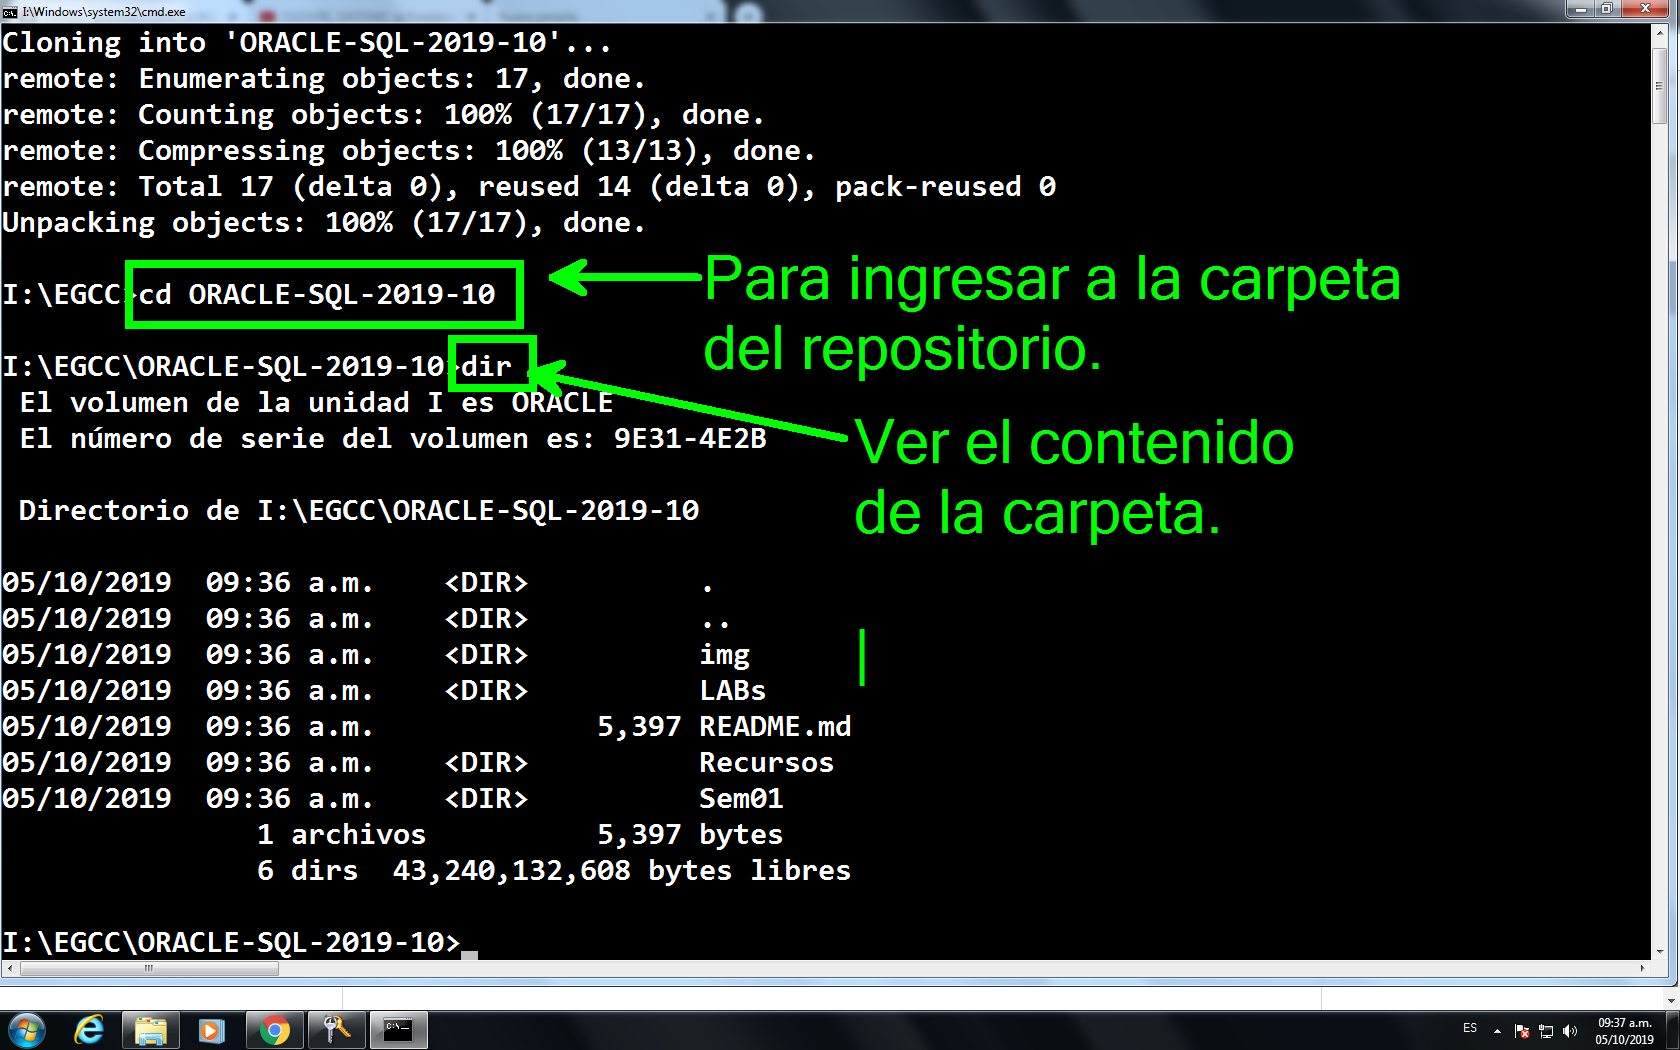 I:\Windows\system32\cmd.exe
Cloning into 'ORACLE-SQL-2019-10'...
remote: Enumerating objects: 17, done.
remote: Counting objects: 100% (17/17), done.
remote: Compressing objects: 100% (13/13), done.
remote: Total 17 (delta 0), reused 14 (delta 0), pack-reused 0
Unpacking objects: 100% (17/17), done.
I:\EGCC>cd ORACLE-SQL-2019-10
Para ingresar a la carpeta
del repositorio.
I:\EGCC\ORACLE-SQL-2019-10>dir
El volumen de la unidad I es ORACLE
El número de serie del volumen es: 9E31-4E2B
Ver el contenido
de la carpeta.
Directorio de I:\EGCC\ORACLE-SQL-2019-10
05/10/2019  09:36 a.m.    <DIR>          .
05/10/2019  09:36 a.m.    <DIR>          ..
05/10/2019  09:36 a.m.    <DIR>          img
05/10/2019  09:36 a.m.    <DIR>          LABs
05/10/2019  09:36 a.m.             5,397 README.md
05/10/2019  09:36 a.m.    <DIR>          Recursos
05/10/2019  09:36 a.m.    <DIR>          Sem01
1 archivos          5,397 bytes
6 dirs  43,240,132,608 bytes libres
I:\EGCC\ORACLE-SQL-2019-10>
ES
09:37 a.m.
05/10/2019